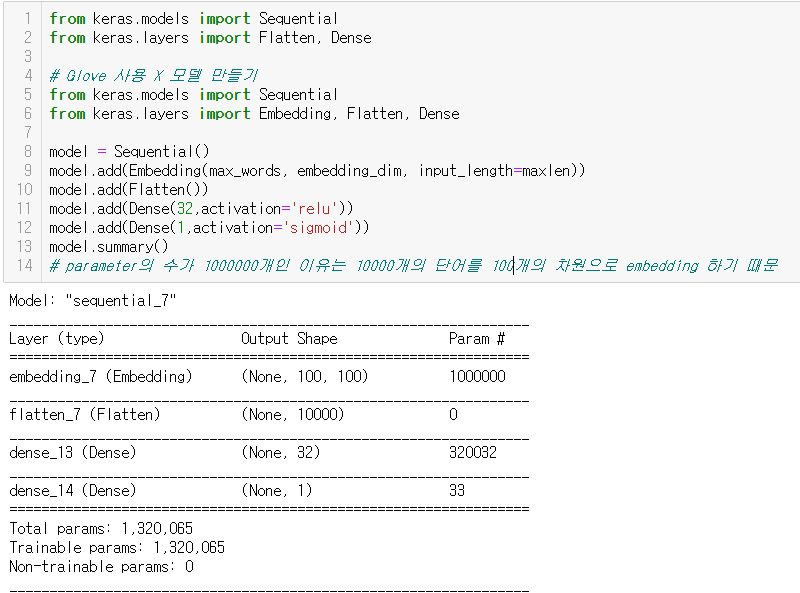 1 from keras.models import Sequential
2 from keras.layers import Flatten, Dense
3
4 # Glove 사용 X 모델 만들기
5 from keras.models import Sequential
6 from keras.layers import Embedding, Flatten, Dense
7
8 model = Sequential()
9 model.add(Embedding(max_words, embedding_dim, input_length=maxlen))
10 model.add(Flatten())
11 model.add(Dense(32,activation='relu'))
12 model.add(Dense(1,activation='sigmoid'))
13 model.summary()
14 # parameter의 수가 1000000개인 이유는 10000개의 단어를 100개의 차원으로 embedding 하기 때문
Model: "sequential_7"
_________________________________________________________________
Layer (type) Output Shape Param #
=================================================================
embedding_7 (Embedding) (None, 100, 100) 1000000
_________________________________________________________________
flatten_7 (Flatten) (None, 10000) 0
_________________________________________________________________
dense_13 (Dense) (None, 32) 320032
_________________________________________________________________
dense_14 (Dense) (None, 1) 33
=================================================================
Total params: 1,320,065
Trainable params: 1,320,065
Non-trainable params: 0
_________________________________________________________________